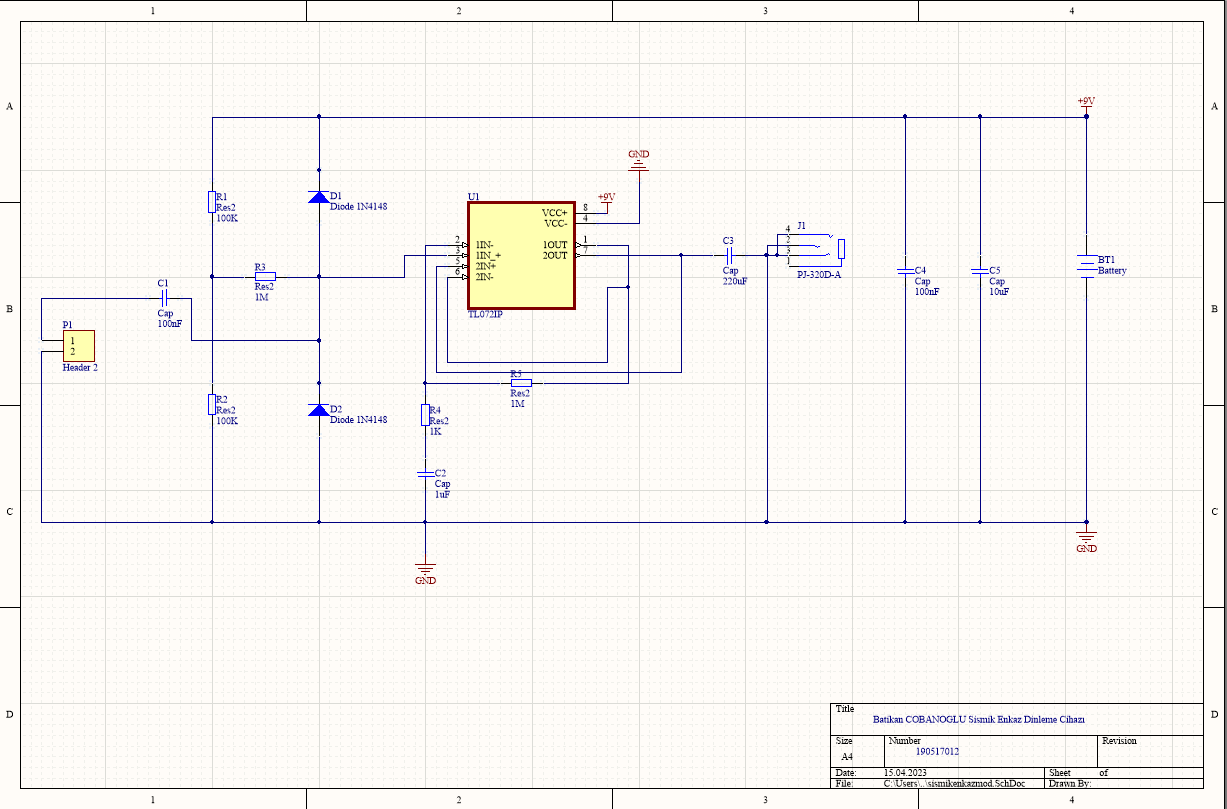 1
2
3
4
A
A
+9V
GND
U1
+9V
R1
Res2
100K
D1
Diode 1N4148
VCC+
8
VCC-
4
J1
2
1IN-
1OUT
1
3
1IN_+
2OUT
7
5
2IN+
6
2IN-
TL072IP
C3
Cap
220uF
4
2
3
1
PJ-320D-A
R3
Res2
1M
C4
Cap
100nF
C5
Cap
10uF
BT1
Battery
B
B
C1
Cap
100nF
P1
1
2
Header 2
R5
Res2
1M
R2
Res2
100K
D2
Diode 1N4148
R4
Res2
1K
C2
Cap
1uF
C
C
GND
GND
D
D
Title
Batikan COBANOGLU Sismik Enkaz Dinleme Cihazı
Size
Number
Revision
A4
190517012
Date:
15.04.2023
Sheet of
File:
C:\Users\..\sismikenkazmod.SchDoc
Drawn By:
1
2
3
4